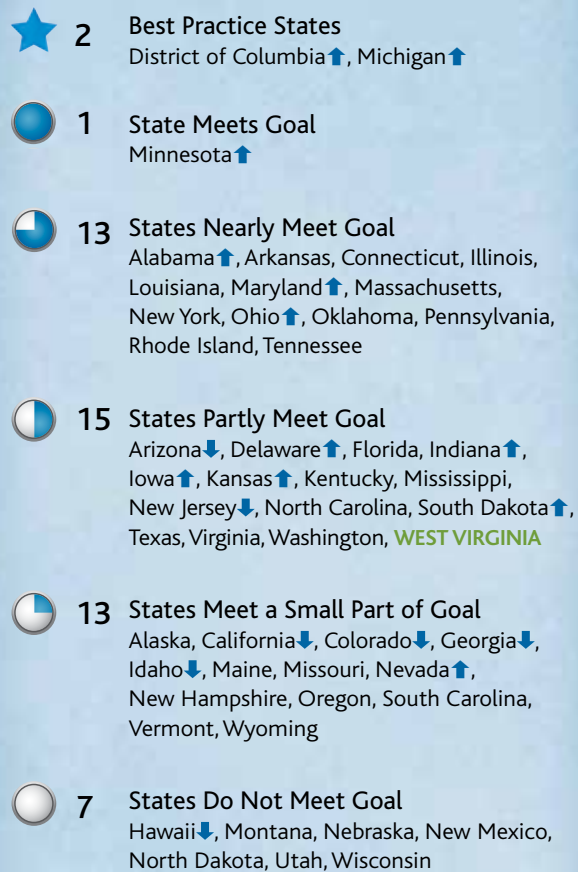 2 Best Practice States
District of Columbia⬆, Michigan⬆
1 State Meets Goal
Minnesota⬆
13 States Nearly Meet Goal
Alabama⬆, Arkansas, Connecticut, Illinois,
Louisiana, Maryland⬆, Massachusetts,
New York, Ohio⬆, Oklahoma, Pennsylvania,
Rhode Island, Tennessee
15 States Partly Meet Goal
Arizona⬇, Delaware⬆, Florida, Indiana⬆,
Iowa⬆, Kansas⬆, Kentucky, Mississippi,
New Jersey⬇, North Carolina, South Dakota⬆,
Texas, Virginia, Washington, WEST VIRGINIA
13 States Meet a Small Part of Goal
Alaska, California⬇, Colorado⬇, Georgia⬇,
Idaho⬇, Maine, Missouri, Nevada⬆,
New Hampshire, Oregon, South Carolina,
Vermont, Wyoming
7 States Do Not Meet Goal
Hawaii⬇, Montana, Nebraska, New Mexico,
North Dakota, Utah, Wisconsin